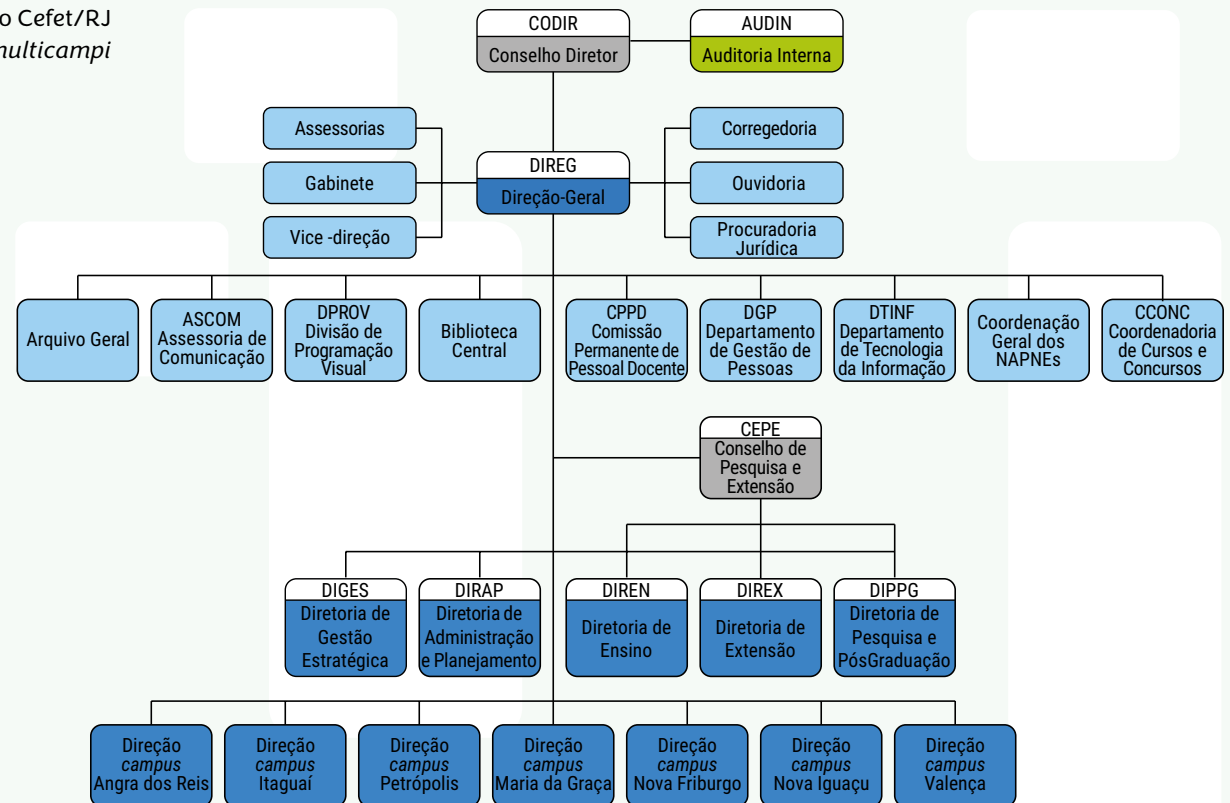 o Cefet/RJ
multicampi
CODIR
Conselho Diretor
AUDIN
Auditoria Interna
Assessorias
Gabinete
Vice -direção
DIREG
Direção-Geral
Corregedoria
Ouvidoria
Procuradoria
Jurídica
Arquivo Geral
ASCOM
Assessoria de
Comunicação
DPROV
Divisão de
Programação
Visual
Biblioteca
Central
CPPD
Comissão
Permanente de
Pessoal Docente
DGP
Departamento
de Gestão de
Pessoas
DTINF
Departamento
de Tecnologia
da Informação
Coordenação
Geral dos
NAPNEs
CCONC
Coordenadoria
de Cursos e
Concursos
CEPE
Conselho de
Pesquisa e
Extensão
DIGES
Diretoria de
Gestão
Estratégica
DIRAP
Diretoria de
Administração
e Planejamento
DIREN
Diretoria de
Ensino
DIREX
Diretoria de
Extensão
DIPPG
Diretoria de
Pesquisa e
PósGraduação
Direção
campus
Angra dos Reis
Direção
campus
Itaguaí
Direção
campus
Petrópolis
Direção
campus
Maria da Graça
Direção
campus
Nova Friburgo
Direção
campus
Nova Iguaçu
Direção
campus
Valença